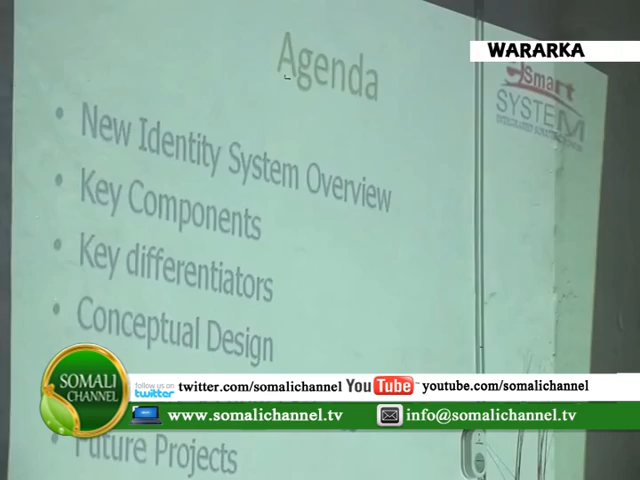 WARARKA
Agenda
Smart
SYSTEM
• New Identity System Overview
• Key Components
• Key differentiators
• Conceptual Design
• Future Projects
SOMALI
CHANNEL
follow us on
twitter
twitter.com/somalichannel
YouTube
youtube.com/somalichannel
www.somalichannel.tv
info@somalichannel.tv